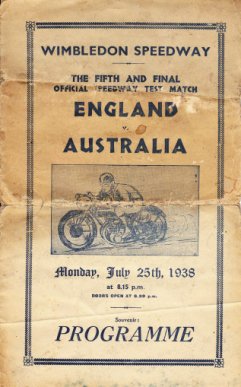 WIMBLEDON SPEEDWAY
THE FIFTH AND FINAL
OFFICIAL SPEEDWAY TEST MATCH
ENGLAND
v.
AUSTRALIA
Monday, July 25th, 1938
at 8.15 p.m
DOORS OPEN AT 6.30 p.m.
Souvenir:
PROGRAMME